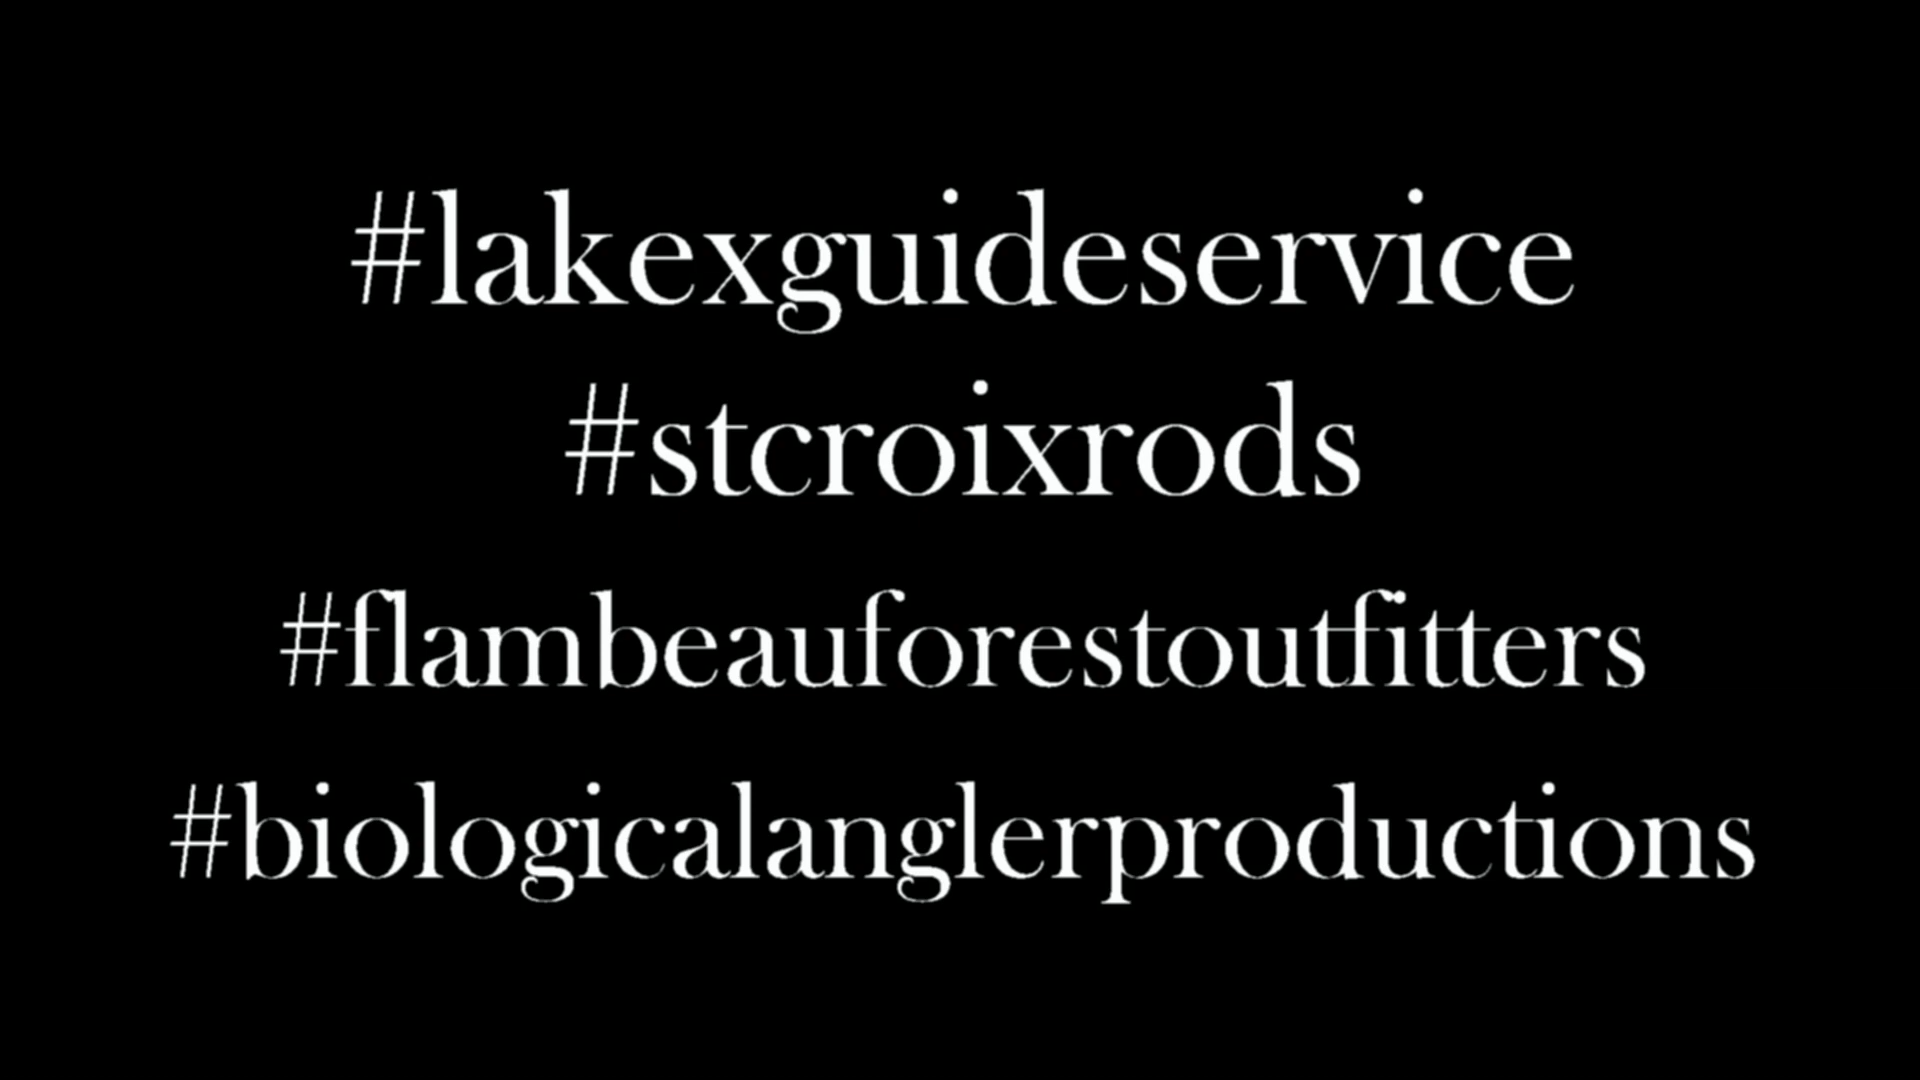 #lakexguideservice
#stcroixrods
#flambeauforestoutfitters
#biologicalanglerproductions